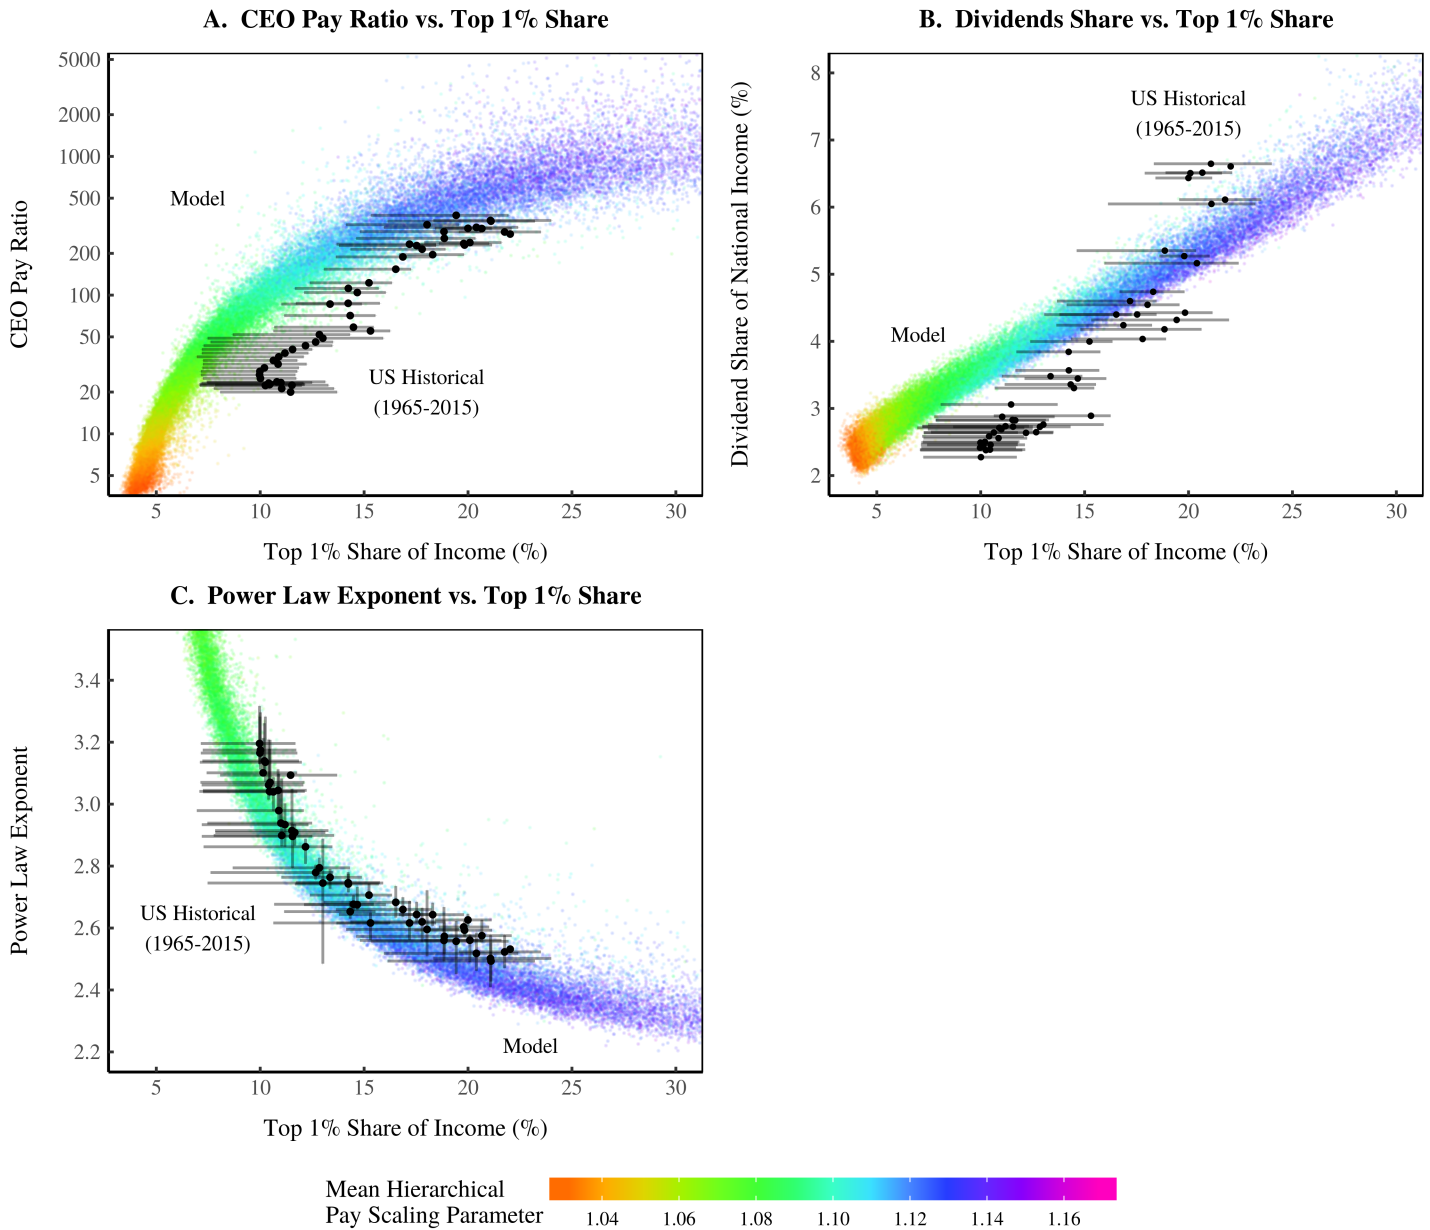 A. CEO Pay Ratio vs. Top 1% Share
CEO Pay Ratio
5000
2000
1000
500
200
100
50
20
10
5
Model
US Historical
(1965-2015)
5 10 15 20 25 30
Top 1% Share of Income (%)
B. Dividends Share vs. Top 1% Share
Dividend Share of National Income (%)
8
7
6
5
4
3
2
US Historical
(1965-2015)
Model
5 10 15 20 25 30
Top 1% Share of Income (%)
C. Power Law Exponent vs. Top 1% Share
Power Law Exponent
3.4
3.2
3.0
2.8
2.6
2.4
2.2
US Historical
(1965-2015)
Model
5 10 15 20 25 30
Top 1% Share of Income (%)
Mean Hierarchical
Pay Scaling Parameter
1.04 1.06 1.08 1.10 1.12 1.14 1.16